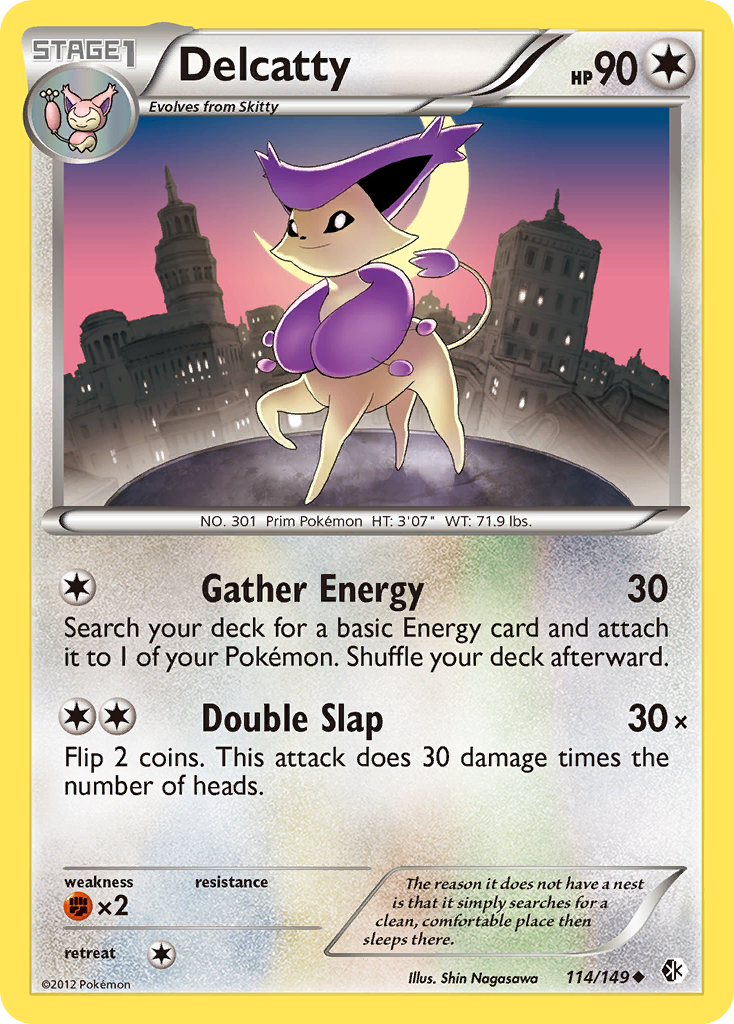 STAGE1
Delcatty
HP 90
Evolves from Skitty
NO. 301 Prim Pokémon HT: 3'07" WT: 71.9 lbs.
Gather Energy 30
Search your deck for a basic Energy card and attach
it to 1 of your Pokémon. Shuffle your deck afterward.
Double Slap 30×
Flip 2 coins. This attack does 30 damage times the
number of heads.
weakness resistance
×2
retreat
The reason it does not have a nest
is that it simply searches for a
clean, comfortable place then
sleeps there.
Illus. Shin Nagasawa 114/149
©2012 Pokémon